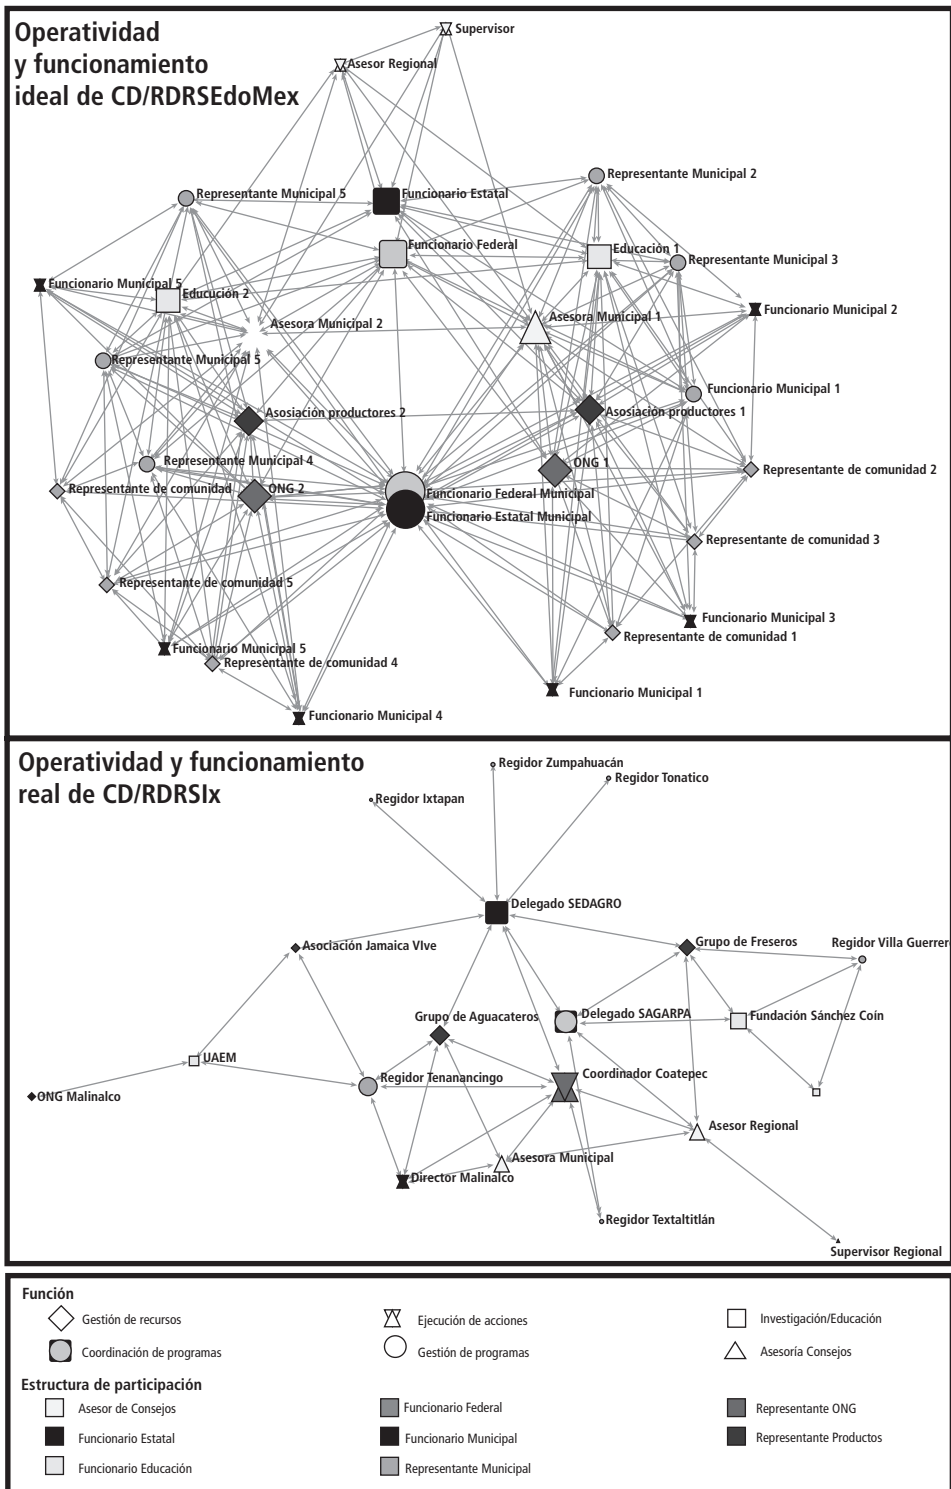 Operatividad
y funcionamiento
ideal de CD/RDRSEdoMex
Supervisor
Asesor Regional
Representante Municipal 2
Representante Municipal 5
Funcionario Estatal
Funcionario Federal
Educación 1
Representante Municipal 3
Funcionario Municipal 5
Educución 2
Funcionario Municipal 2
Asesora Municipal 2
Asesora Municipal 1
Representante Municipal 5
Funcionario Municipal 1
Asosiación productores 2
Asosiación productores 1
Representante Municipal 4
ONG 1
Representante de comunidad 2
Representante de comunidad
ONG 2
Funcionario Federal Municipal
Funcionario Estatal Municipal
Representante de comunidad 3
Representante de comunidad 5
Funcionario Municipal 3
Representante de comunidad 1
Funcionario Municipal 5
Representante de comunidad 4
Funcionario Municipal 1
Funcionario Municipal 4
Operatividad y funcionamiento
real de CD/RDRSIx
Regidor Zumpahuacán
Regidor Tonatico
Regidor Ixtapan
Delegado SEDAGRO
Asociación Jamaica VIve
Grupo de Freseros
Regidor Villa Guerrero
Grupo de Aguacateros
Delegado SAGARPA
Fundación Sánchez Coín
UAEM
Regidor Tenanancingo
Coordinador Coatepec
ONG Malinalco
Asesor Regional
Asesora Municipal
Director Malinalco
Regidor Textaltitlán
Supervisor Regional
Función
Gestión de recursos
Ejecución de acciones
Investigación/Educación
Coordinación de programas
Gestión de programas
Asesoría Consejos
Estructura de participación
Asesor de Consejos
Funcionario Federal
Representante ONG
Funcionario Estatal
Funcionario Municipal
Representante Productos
Funcionario Educación
Representante Municipal